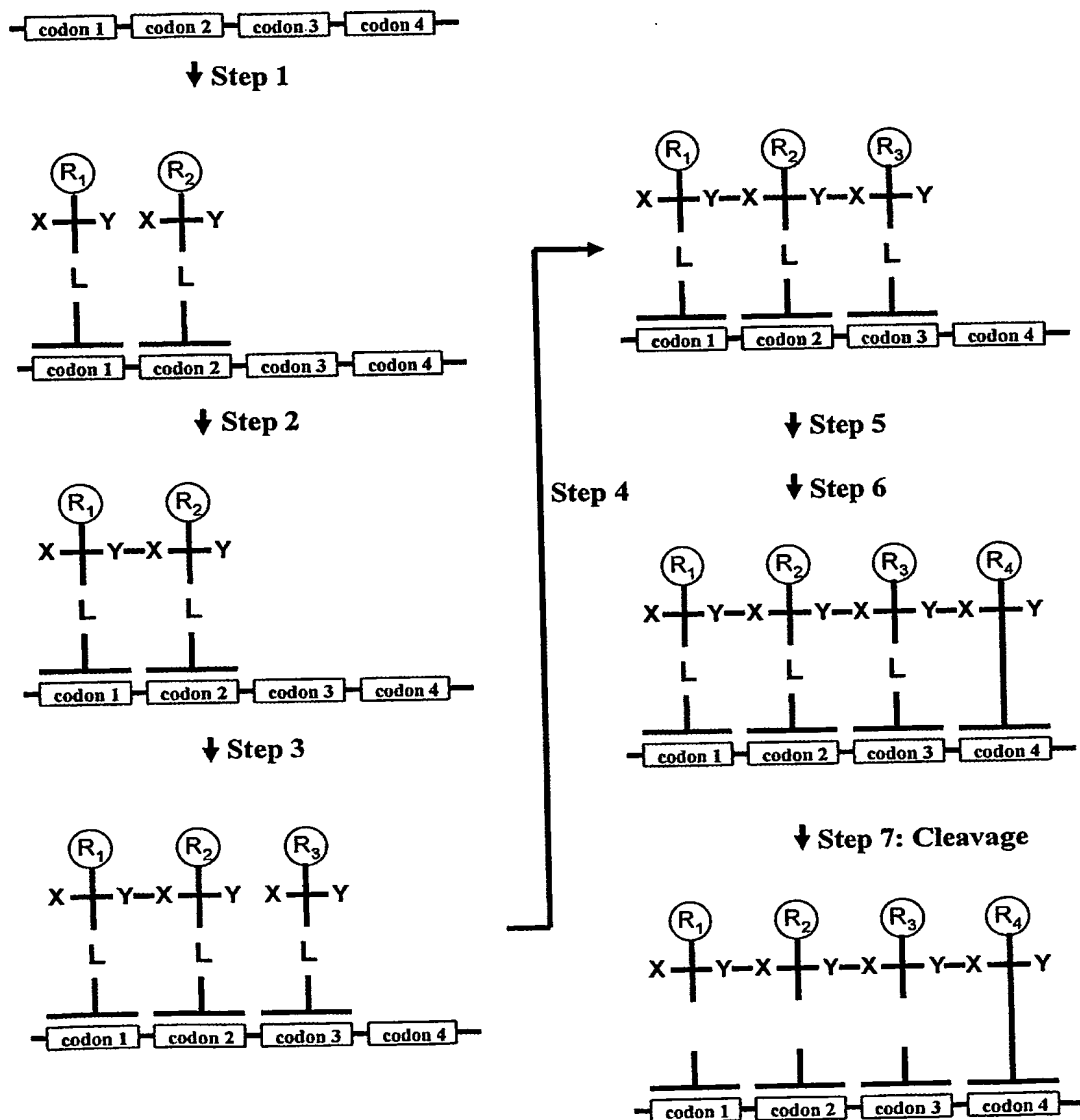 codon 1 codon 2 codon 3 codon 4
Step 1
R1 R2
X Y X Y
L L
codon 1 codon 2 codon 3 codon 4
Step 2
R1 R2
X Y X Y
L L
codon 1 codon 2 codon 3 codon 4
Step 3
R1 R2 R3
X Y X Y X Y
L L L
codon 1 codon 2 codon 3 codon 4
Step 4
R1 R2 R3
X Y X Y X Y
L L L
codon 1 codon 2 codon 3 codon 4
Step 5
Step 6
R1 R2 R3 R4
X Y X Y X Y X Y
L L L
codon 1 codon 2 codon 3 codon 4
Step 7: Cleavage
R1 R2 R3 R4
X Y X Y X Y X Y
codon 1 codon 2 codon 3 codon 4